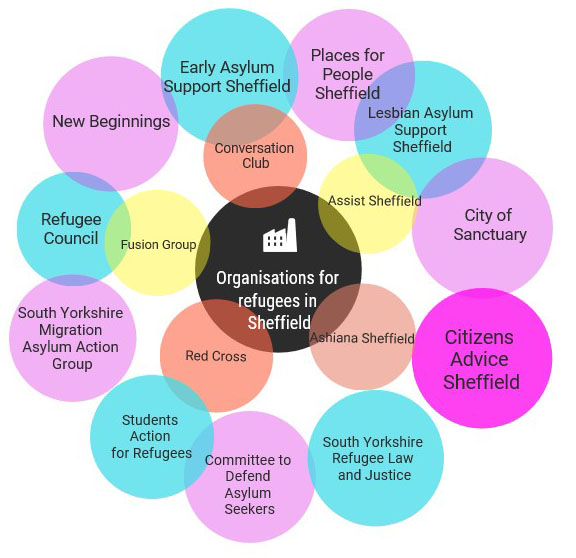 Early Asylum
Support Sheffield
Places for
People
Sheffield
New Beginnings
Lesbian Asylum
Support
Sheffield
Conversation
Club
Assist Sheffield
City of
Sanctuary
Refugee
Council
Fusion Group
Organisations for
refugees in
Sheffield
South Yorkshire
Migration
Asylum Action
Group
Red Cross
Ashiana Sheffield
Citizens
Advice
Sheffield
Students
Action
for Refugees
Committee to
Defend
Asylum
Seekers
South Yorkshire
Refugee Law
and Justice